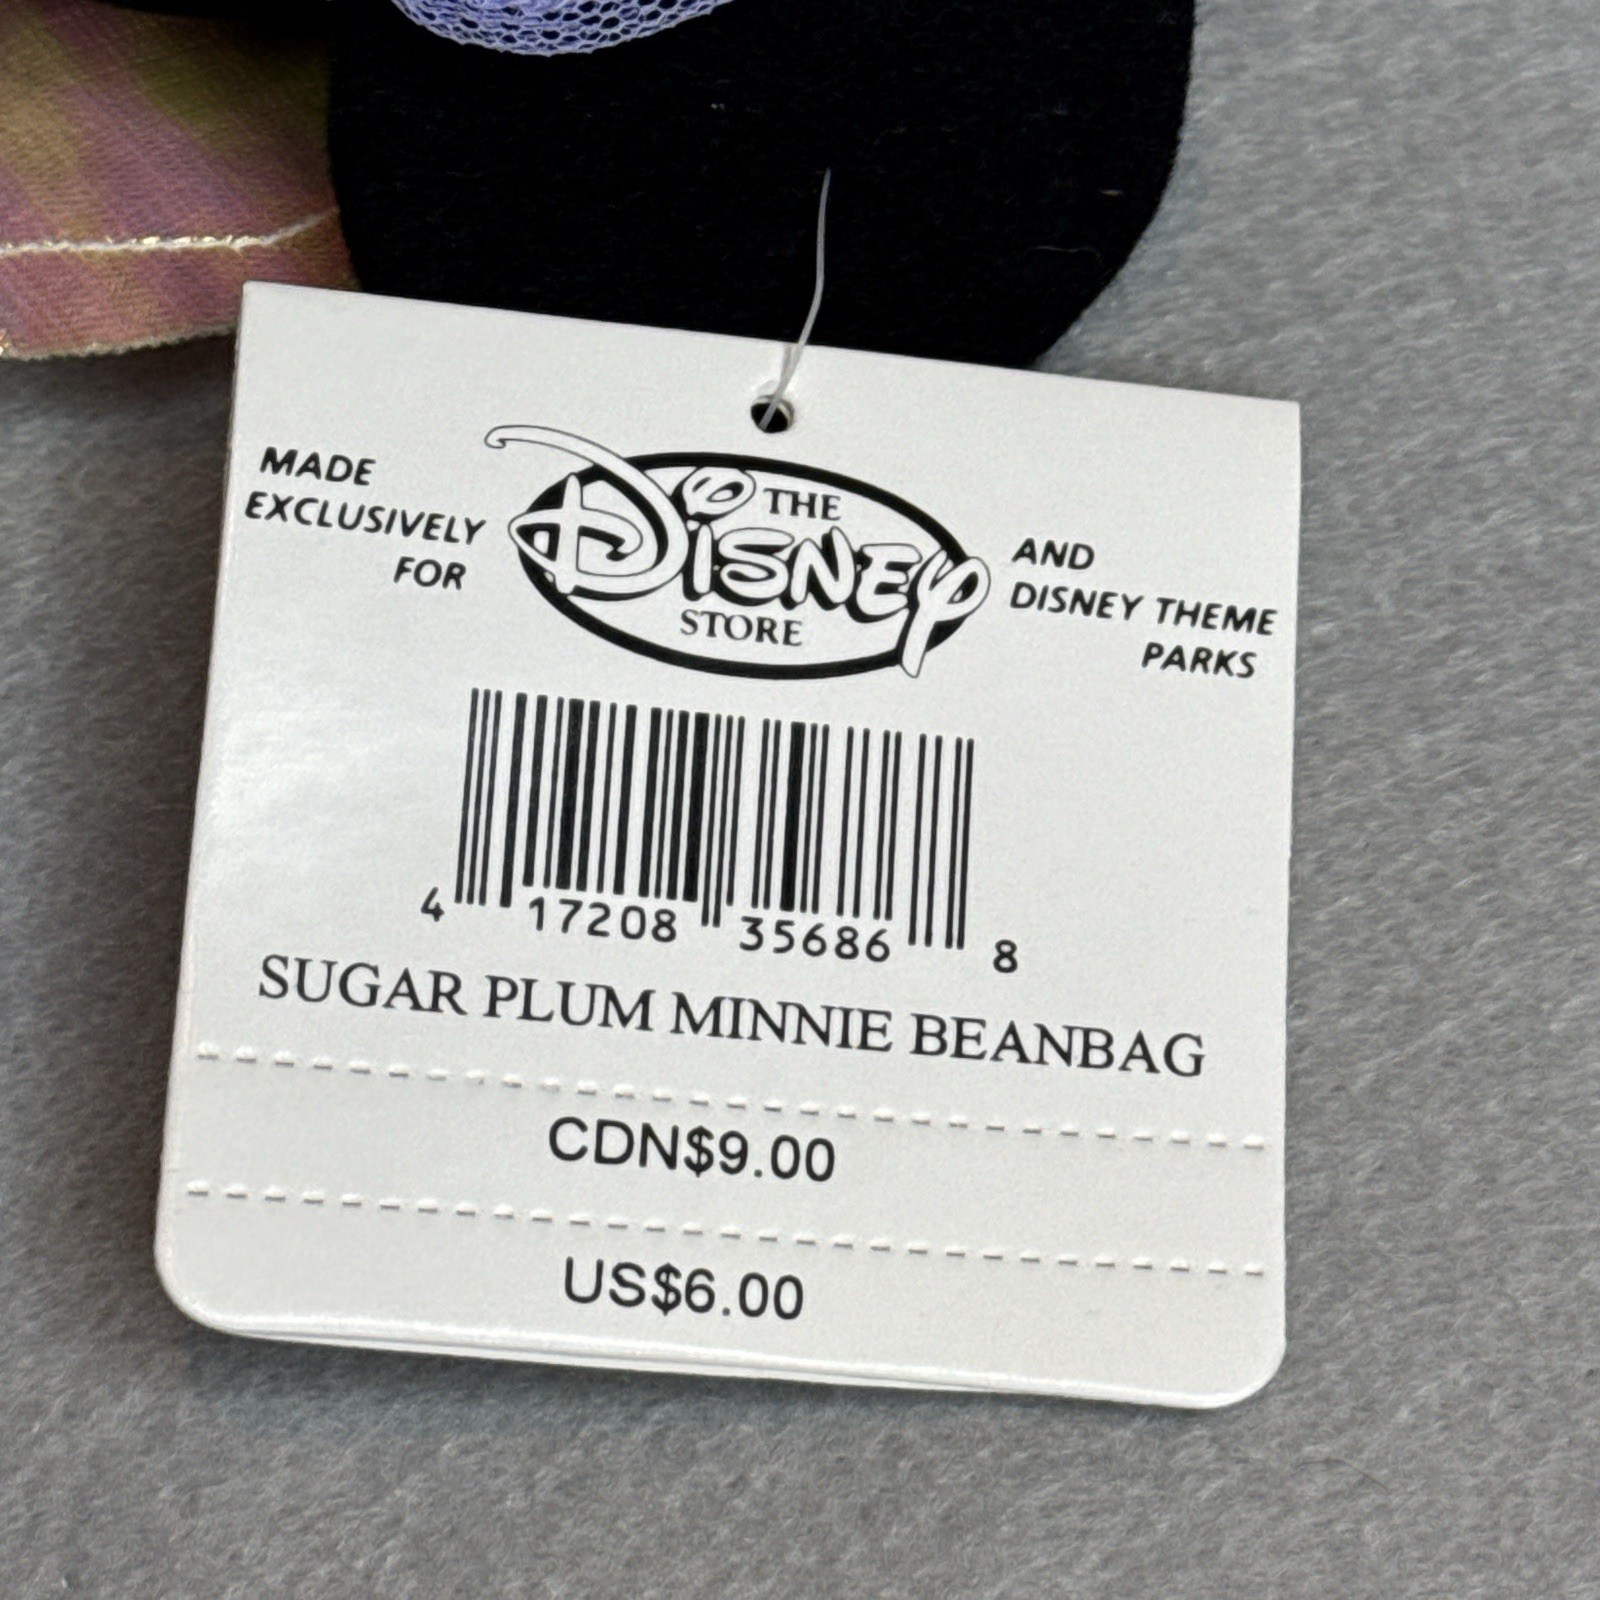 MADE
EXCLUSIVELY
FOR
THE
Disney
STORE
AND
DISNEY THEME
PARKS
4 17208 35686 8
SUGAR PLUM MINNIE BEANBAG
CDN$9.00
US$6.00